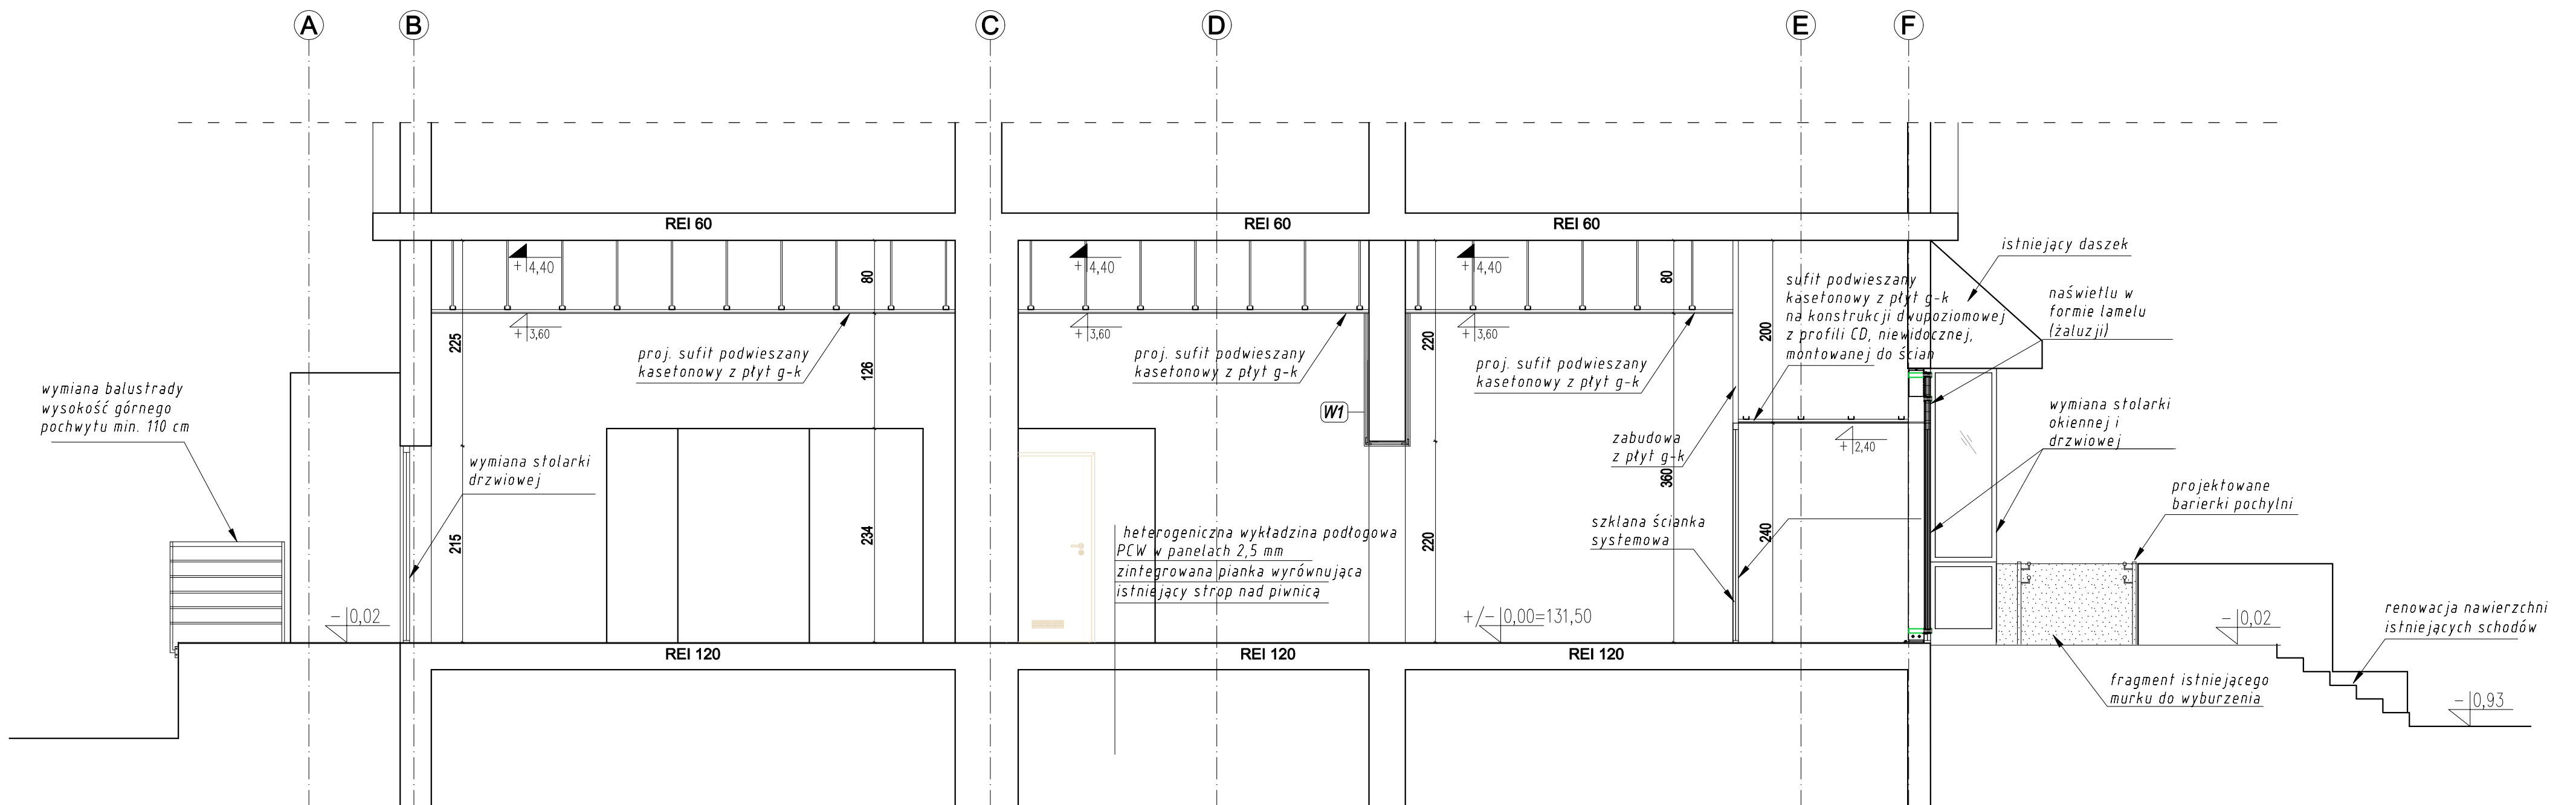 A
B
C
D
E
F
REI 60
REI 60
REI 60
+4,40
+4,40
+4,40
80
80
+3,60
+3,60
+3,60
225
126
220
200
proj. sufit podwieszany
kasetonowy z płyt g-k
proj. sufit podwieszany
kasetonowy z płyt g-k
proj. sufit podwieszany
kasetonowy z płyt g-k
sufit podwieszany
kasetonowy z płyt g-k
na konstrukcji dwupoziomowej
z profili CD, niewidocznej,
montowanej do ścian
istniejący daszek
naświetlu w
formie lamelu
(żaluzji)
wymiana balustrady
wysokość górnego
pochwytu min. 110 cm
W1
wymiana stolarki
okiennej i
drzwiowej
zabudowa
z płyt g-k
+2,40
wymiana stolarki
drzwiowej
360
projektowane
barierki pochylni
215
234
220
240
heterogeniczna wykładzina podłogowa
PCW w panelach 2,5 mm
zintegrowana pianka wyrównująca
istniejący strop nad piwnicą
szklana ścianka
systemowa
-0,02
+/-0,00=131,50
-0,02
renowacja nawierzchni
istniejących schodów
REI 120
REI 120
REI 120
fragment istniejącego
murku do wyburzenia
-0,93